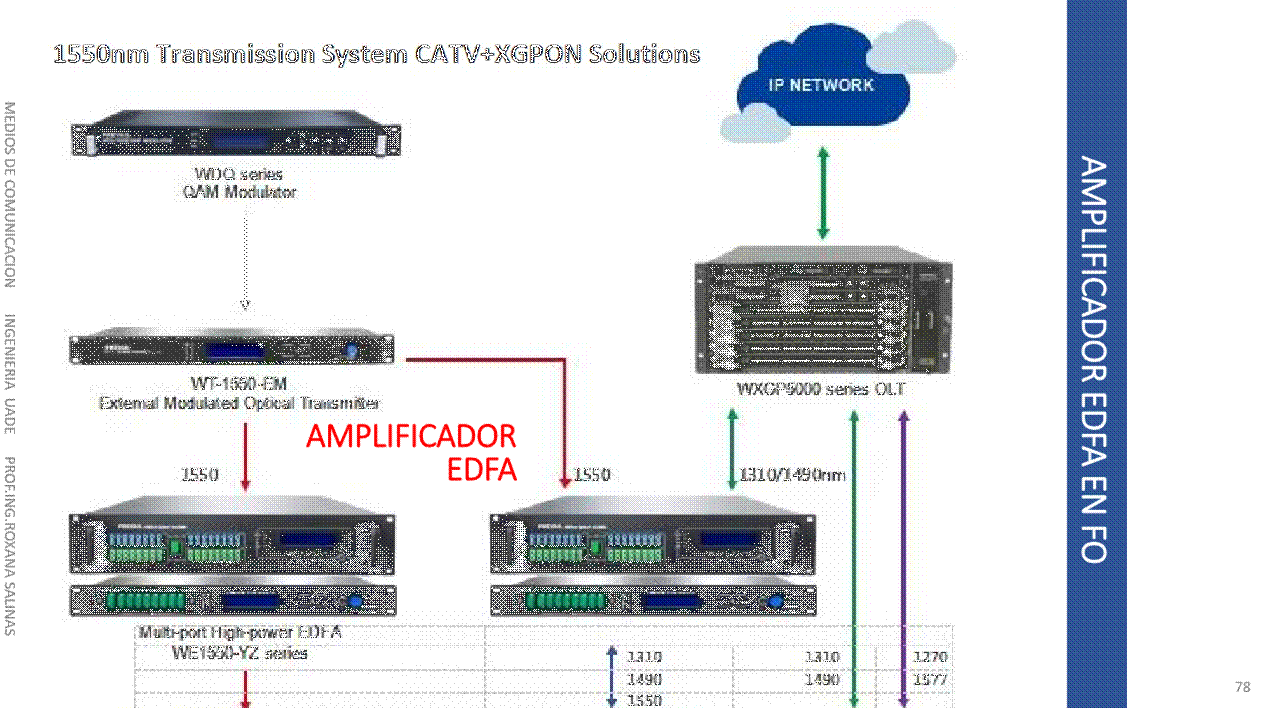 1550nm Transmission System CATV+XGPON Solutions
IP NETWORK
WDQ series
QAM Modulator
WT-1550-EM
External Modulated Optical Transmitter
WXGP5000 series OLT
AMPLIFICADOR
EDFA
1550
1550
1310/1490nm
Multi-port High-power EDFA
WE1550-YZ series
1310
1310
1270
1490
1490
1577
1550
MEDIOS DE COMUNICACION INGENIERIA UADE PROF.ING.ROXANA SALINAS
AMPLIFICADOR EDFA EN FO
78